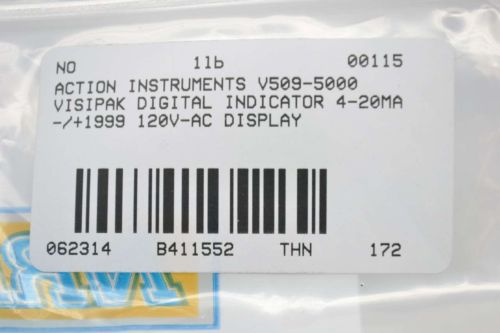 NO 1lb 00115
ACTION INSTRUMENTS V509-5000
VISIPAK DIGITAL INDICATOR 4-20MA
-/+1999 120V-AC DISPLAY
062314 B411552 THN 172